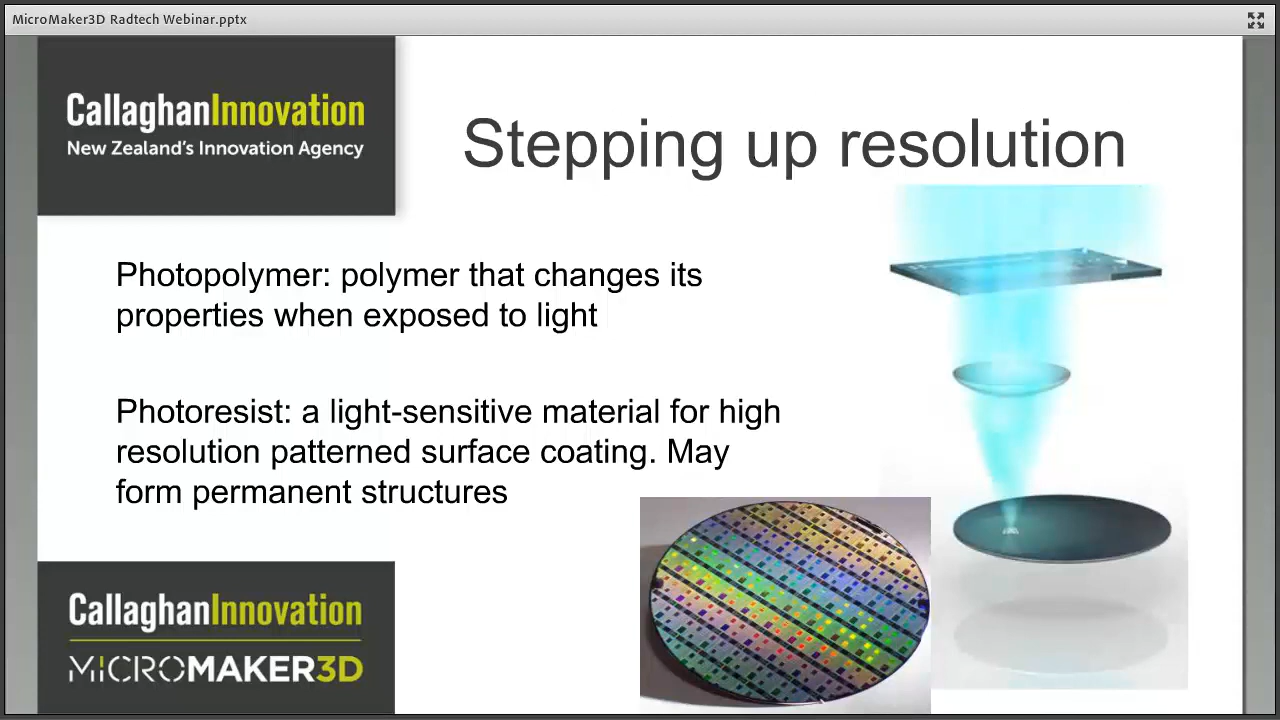 MicroMaker3D Radtech Webinar.pptx
CallaghanInnovation
New Zealand's Innovation Agency
Stepping up resolution
Photopolymer: polymer that changes its
properties when exposed to light
Photoresist: a light-sensitive material for high
resolution patterned surface coating. May
form permanent structures
CallaghanInnovation
MICROMAKER3D